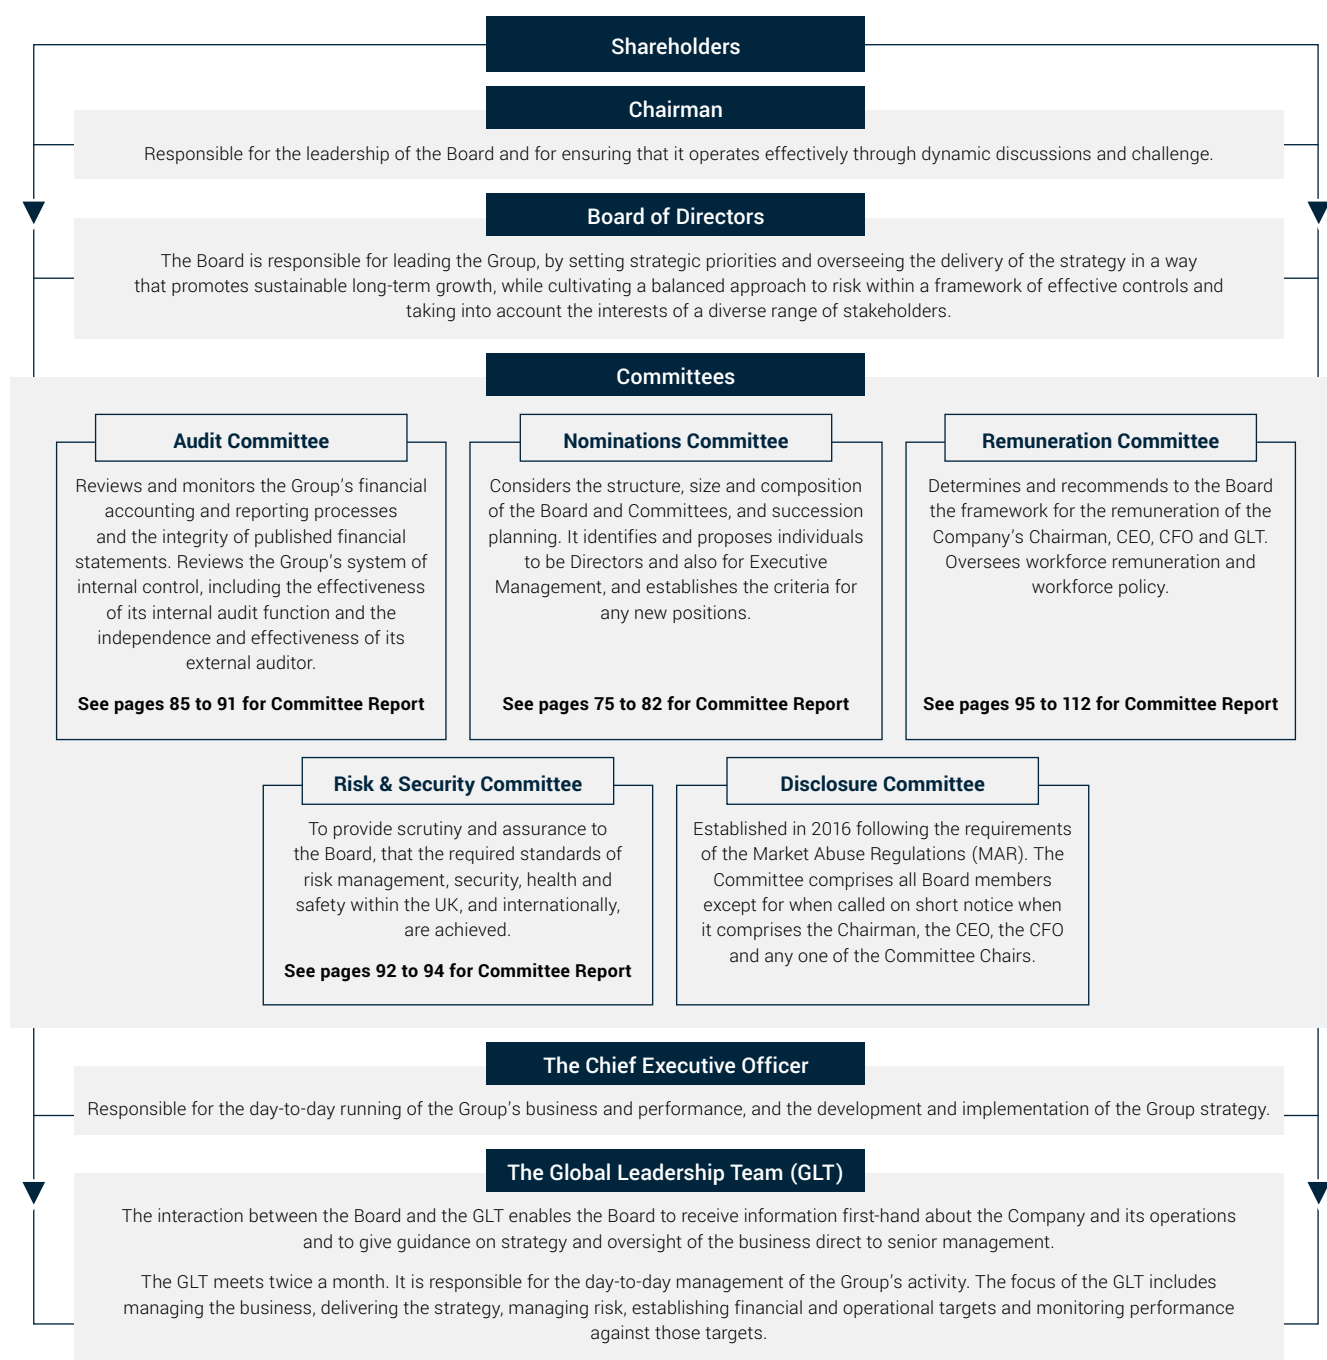 Shareholders
Chairman
Responsible for the leadership of the Board and for ensuring that it operates effectively through dynamic discussions and challenge.
Board of Directors
The Board is responsible for leading the Group, by setting strategic priorities and overseeing the delivery of the strategy in a way
that promotes sustainable long-term growth, while cultivating a balanced approach to risk within a framework of effective controls and
taking into account the interests of a diverse range of stakeholders.
Committees
Audit Committee
Reviews and monitors the Group's financial
accounting and reporting processes
and the integrity of published financial
statements. Reviews the Group's system of
internal control, including the effectiveness
of its internal audit function and the
independence and effectiveness of its
external auditor.
See pages 85 to 91 for Committee Report
Nominations Committee
Considers the structure, size and composition
of the Board and Committees, and succession
planning. It identifies and proposes individuals
to be Directors and also for Executive
Management, and establishes the criteria for
any new positions.
See pages 75 to 82 for Committee Report
Remuneration Committee
Determines and recommends to the Board
the framework for the remuneration of the
Company's Chairman, CEO, CFO and GLT.
Oversees workforce remuneration and
workforce policy.
See pages 95 to 112 for Committee Report
Risk & Security Committee
To provide scrutiny and assurance to
the Board, that the required standards of
risk management, security, health and
safety within the UK, and internationally,
are achieved.
See pages 92 to 94 for Committee Report
Disclosure Committee
Established in 2016 following the requirements
of the Market Abuse Regulations (MAR). The
Committee comprises all Board members
except for when called on short notice when
it comprises the Chairman, the CEO, the CFO
and any one of the Committee Chairs.
The Chief Executive Officer
Responsible for the day-to-day running of the Group's business and performance, and the development and implementation of the Group strategy.
The Global Leadership Team (GLT)
The interaction between the Board and the GLT enables the Board to receive information first-hand about the Company and its operations
and to give guidance on strategy and oversight of the business direct to senior management.
The GLT meets twice a month. It is responsible for the day-to-day management of the Group's activity. The focus of the GLT includes
managing the business, delivering the strategy, managing risk, establishing financial and operational targets and monitoring performance
against those targets.